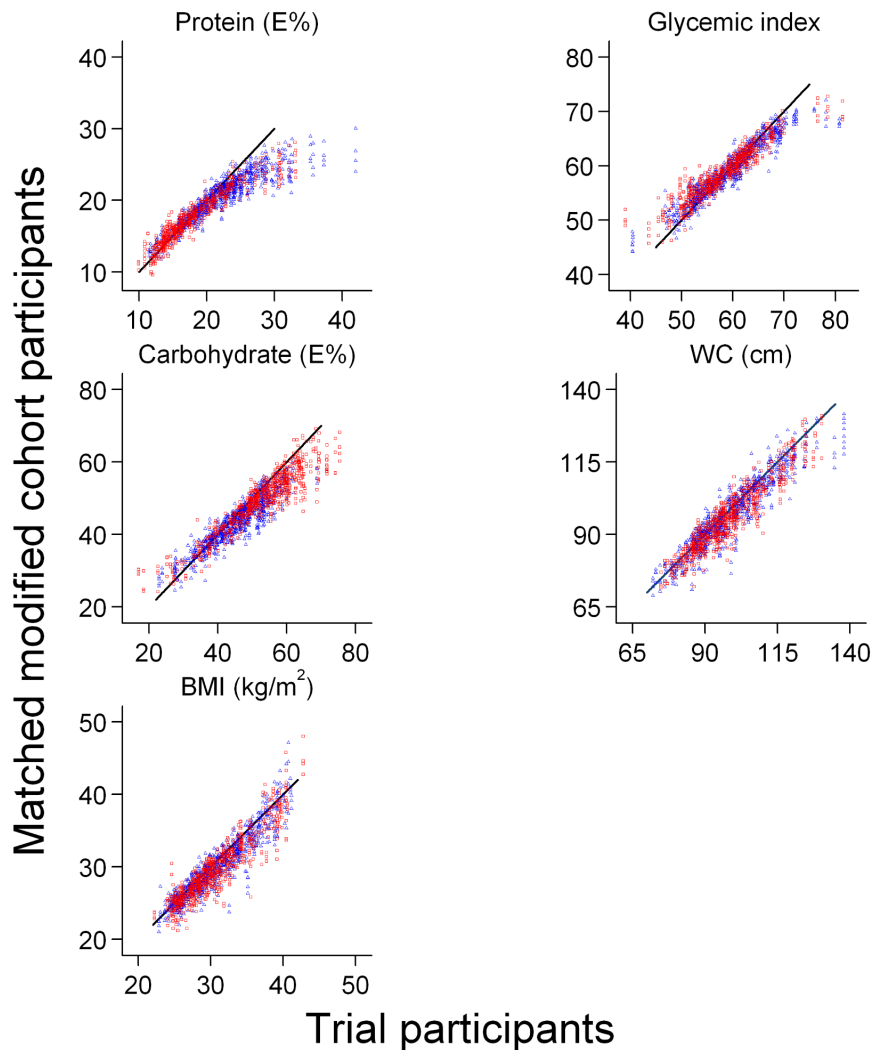 Protein (E%)
40
30
20
10
10 20 30 40
Glycemic index
80
70
60
50
40
40 50 60 70 80
Carbohydrate (E%)
80
60
40
20
20 40 60 80
WC (cm)
140
115
90
65
65 90 115 140
BMI (kg/m²)
50
40
30
20
20 30 40 50
Matched modified cohort participants
Trial participants